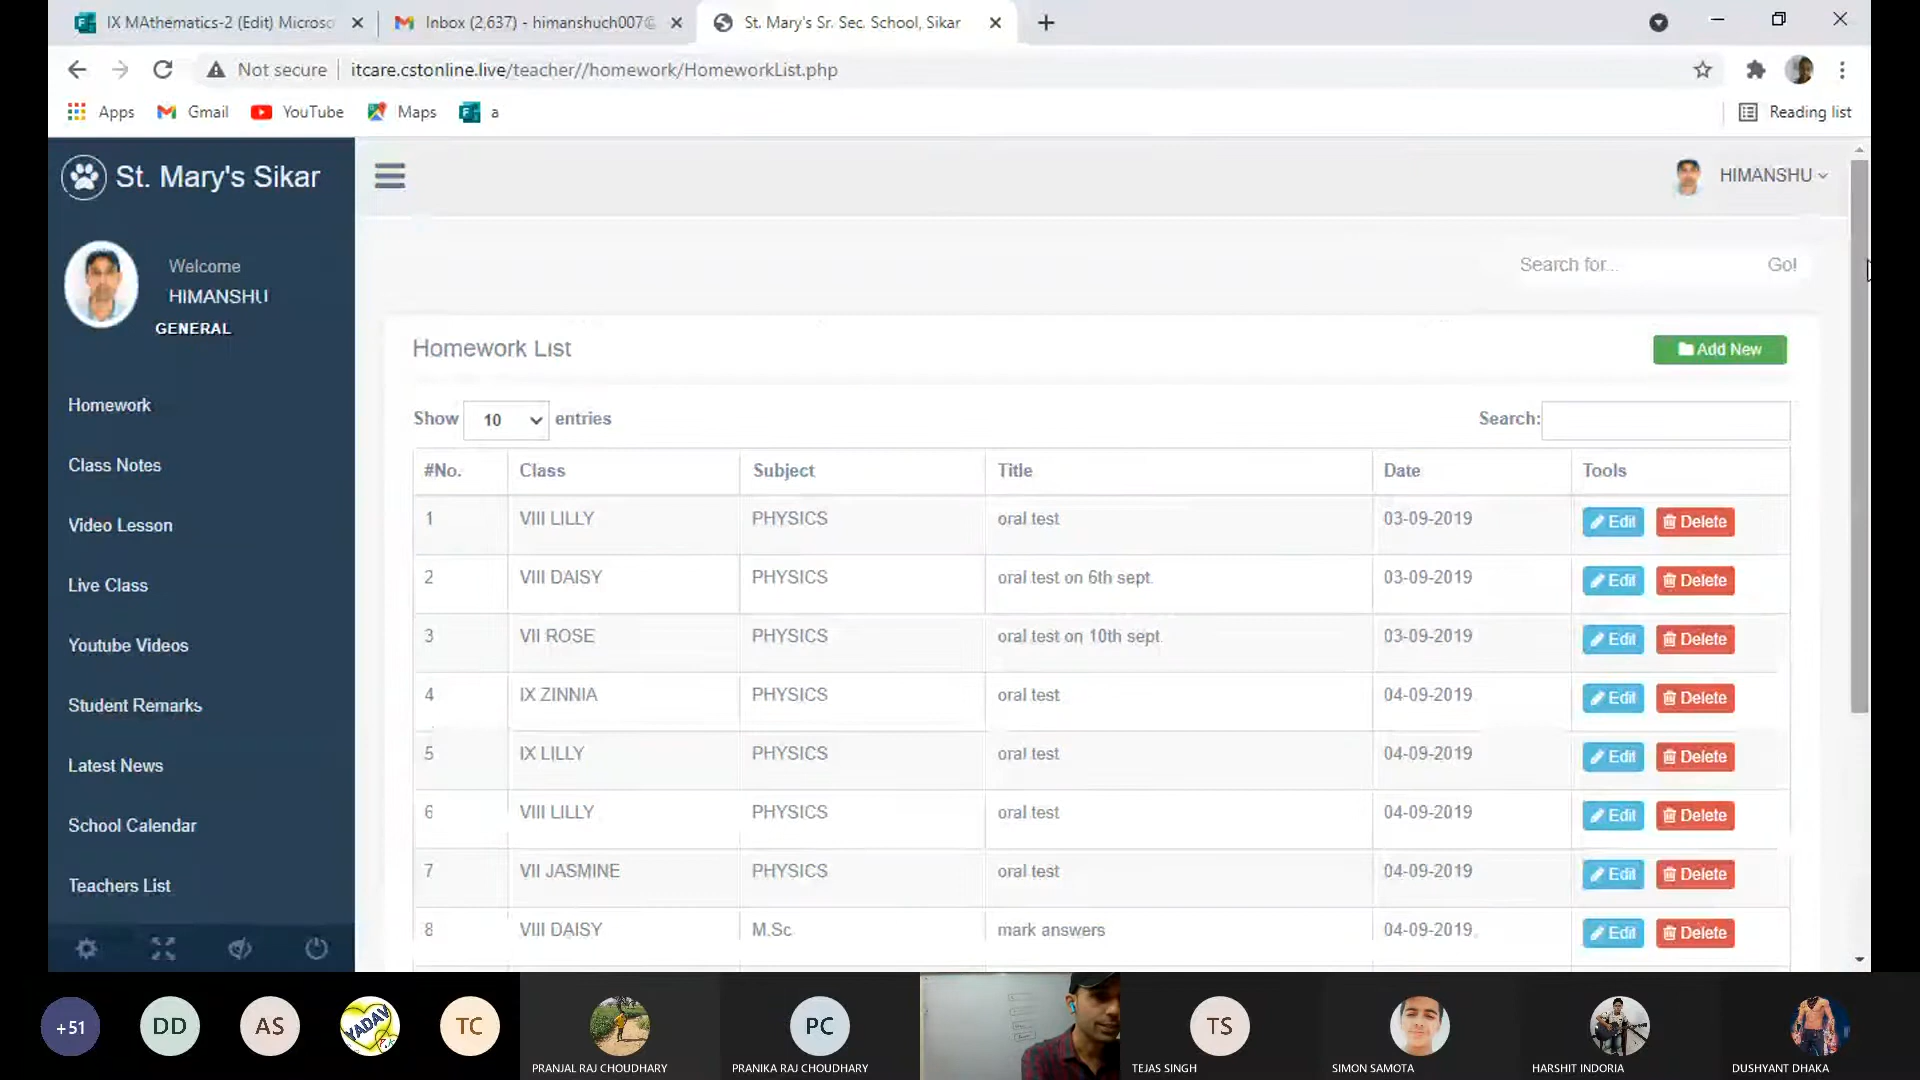 IX MAthematics-2 (Edit) Microso
Inbox (2,637) - himanshuch007@
St. Mary's Sr. Sec. School, Sikar
Not secure
itcare.cstonline.live/teacher//homework/HomeworkList.php
Apps
Gmail
YouTube
Maps
a
Reading list
St. Mary's Sikar
HIMANSHU
Welcome
HIMANSHU
GENERAL
Search for...
Go!
Homework
Class Notes
Video Lesson
Live Class
Youtube Videos
Student Remarks
Latest News
School Calendar
Teachers List
Homework List
Add New
Show 10 entries
Search:
#No. Class Subject Title Date Tools
1 VIII LILLY PHYSICS oral test 03-09-2019 Edit Delete
2 VIII DAISY PHYSICS oral test on 6th sept. 03-09-2019 Edit Delete
3 VII ROSE PHYSICS oral test on 10th sept 03-09-2019 Edit Delete
4 IX ZINNIA PHYSICS oral test 04-09-2019 Edit Delete
5 IX LILLY PHYSICS oral test 04-09-2019 Edit Delete
6 VIII LILLY PHYSICS oral test 04-09-2019 Edit Delete
7 VII JASMINE PHYSICS oral test 04-09-2019 Edit Delete
8 VIII DAISY M.Sc mark answers 04-09-2019 Edit Delete
+51
DD
AS
YADAV
TC
PC
TS
PRANJAL RAJ CHOUDHARY
PRANIKA RAJ CHOUDHARY
TEJAS SINGH
SIMON SAMOTA
HARSHIT INDORIA
DUSHYANT DHAKA